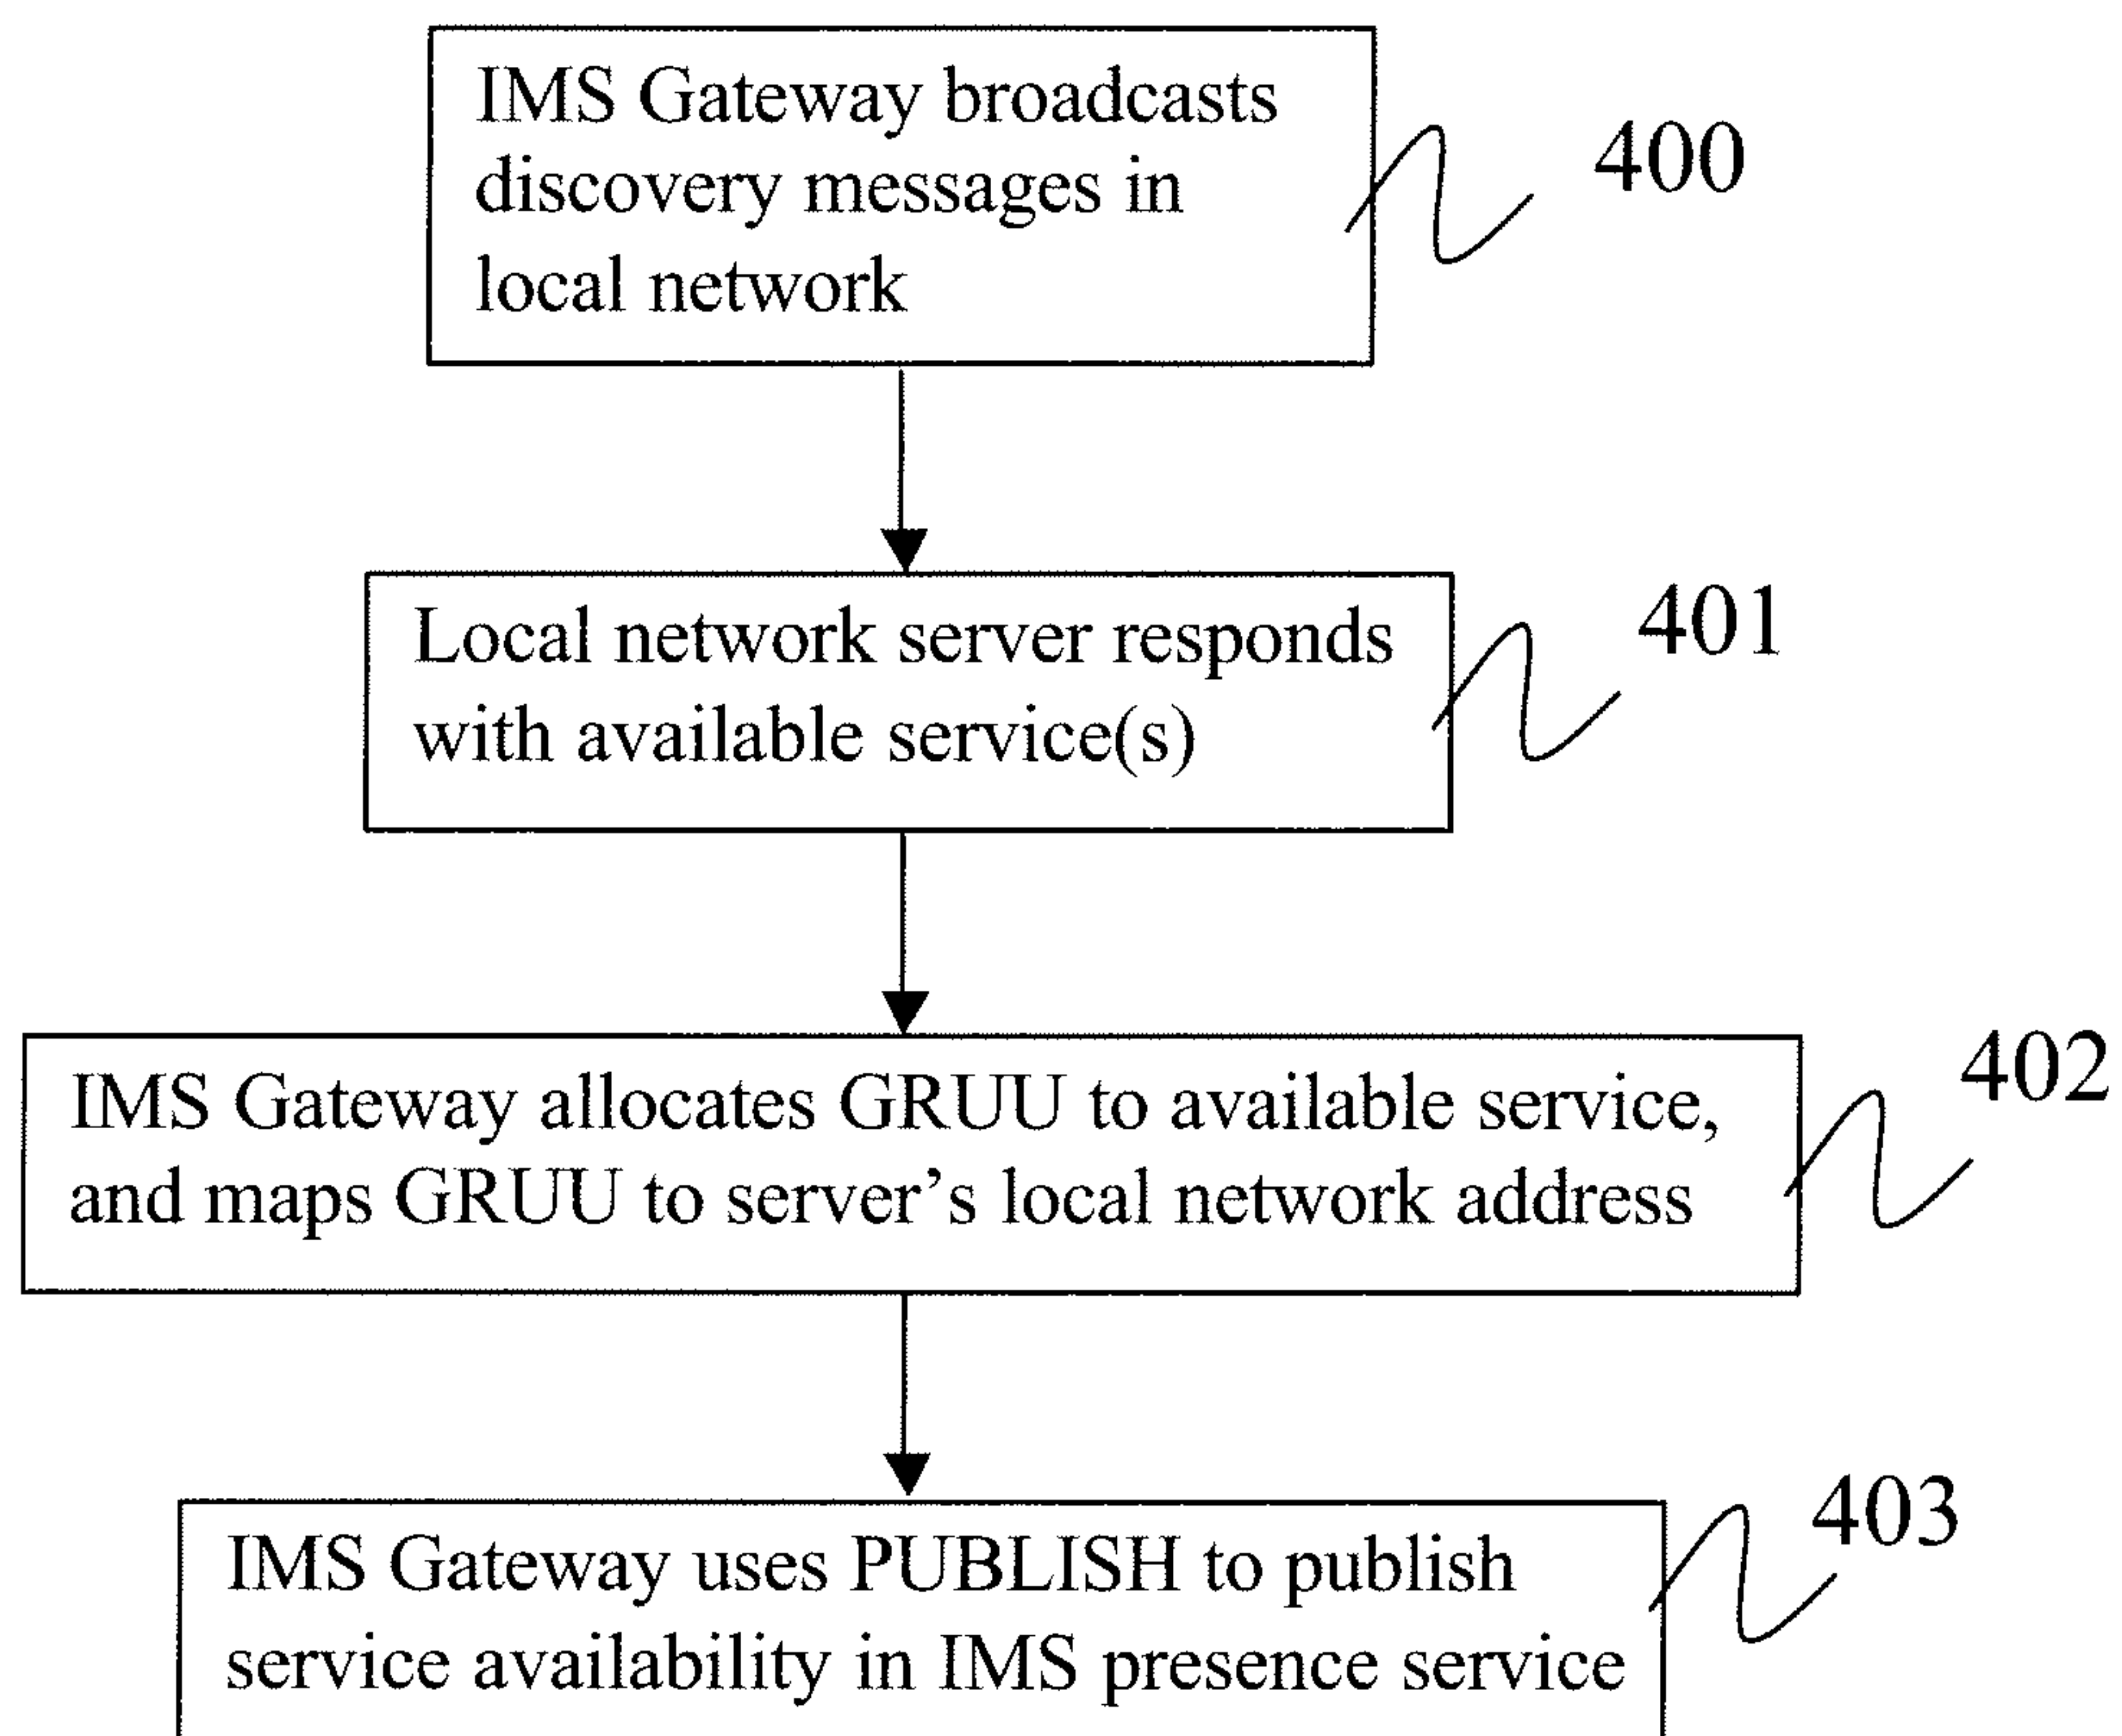 IMS Gateway broadcasts
discovery messages in
local network
400
Local network server responds
with available service(s)
401
IMS Gateway allocates GRUU to available service,
and maps GRUU to server’s local network address
402
IMS Gateway uses PUBLISH to publish
service availability in IMS presence service
403